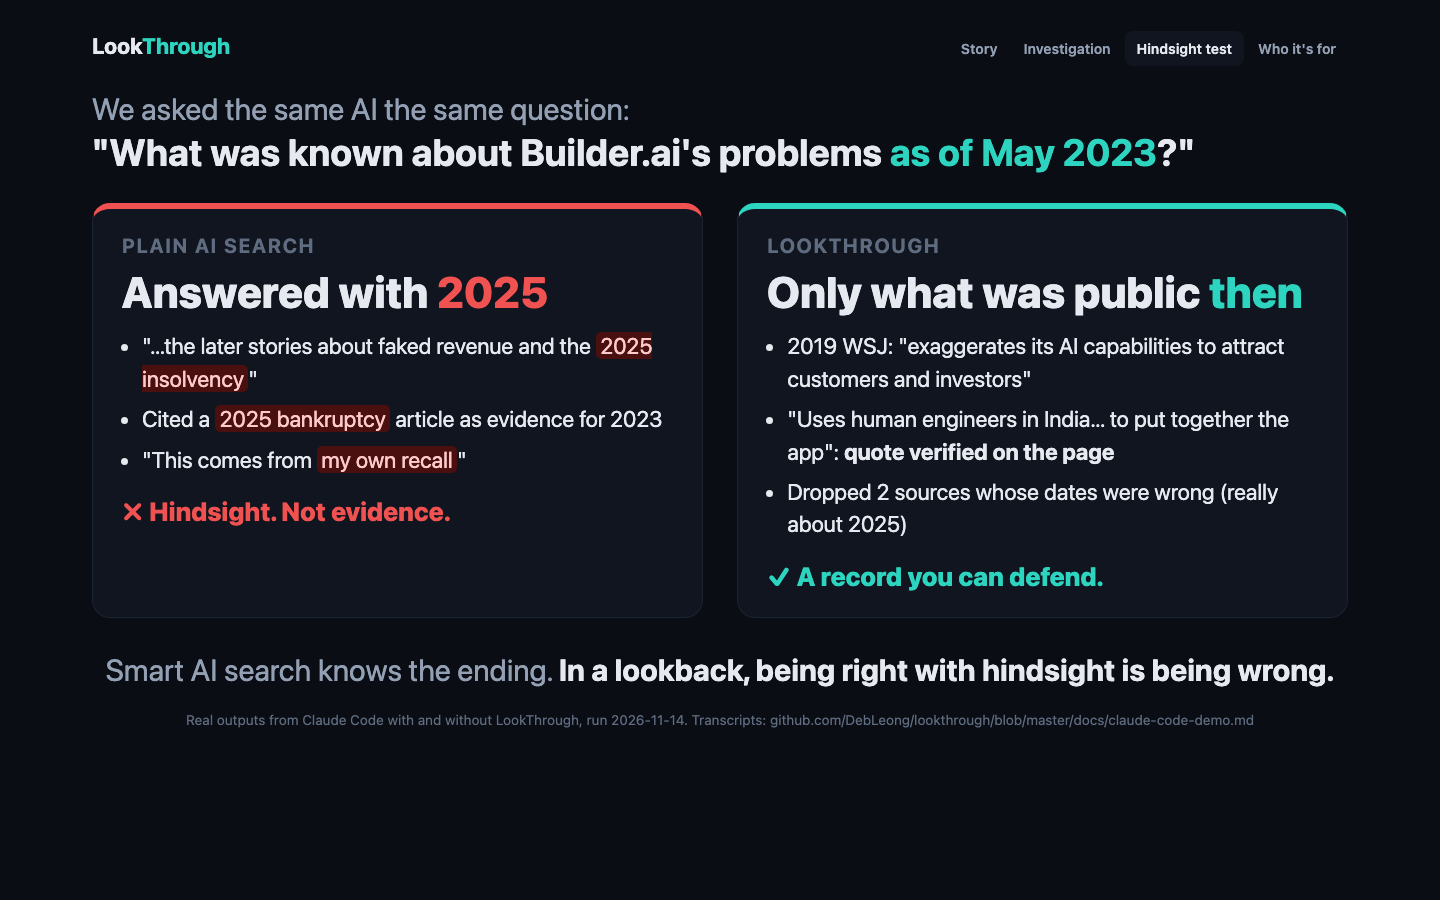 LookThrough
Story Investigation Hindsight test Who it's for
We asked the same AI the same question:
"What was known about Builder.ai's problems as of May 2023?"
PLAIN AI SEARCH
Answered with 2025
• "...the later stories about faked revenue and the 2025
insolvency"
• Cited a 2025 bankruptcy article as evidence for 2023
• "This comes from my own recall"
✕ Hindsight. Not evidence.
LOOKTHROUGH
Only what was public then
• 2019 WSJ: "exaggerates its AI capabilities to attract
customers and investors"
• "Uses human engineers in India... to put together the
app": quote verified on the page
• Dropped 2 sources whose dates were wrong (really
about 2025)
✓ A record you can defend.
Smart AI search knows the ending. In a lookback, being right with hindsight is being wrong.
Real outputs from Claude Code with and without LookThrough, run 2026-11-14. Transcripts: github.com/DebLeong/lookthrough/blob/master/docs/claude-code-demo.md